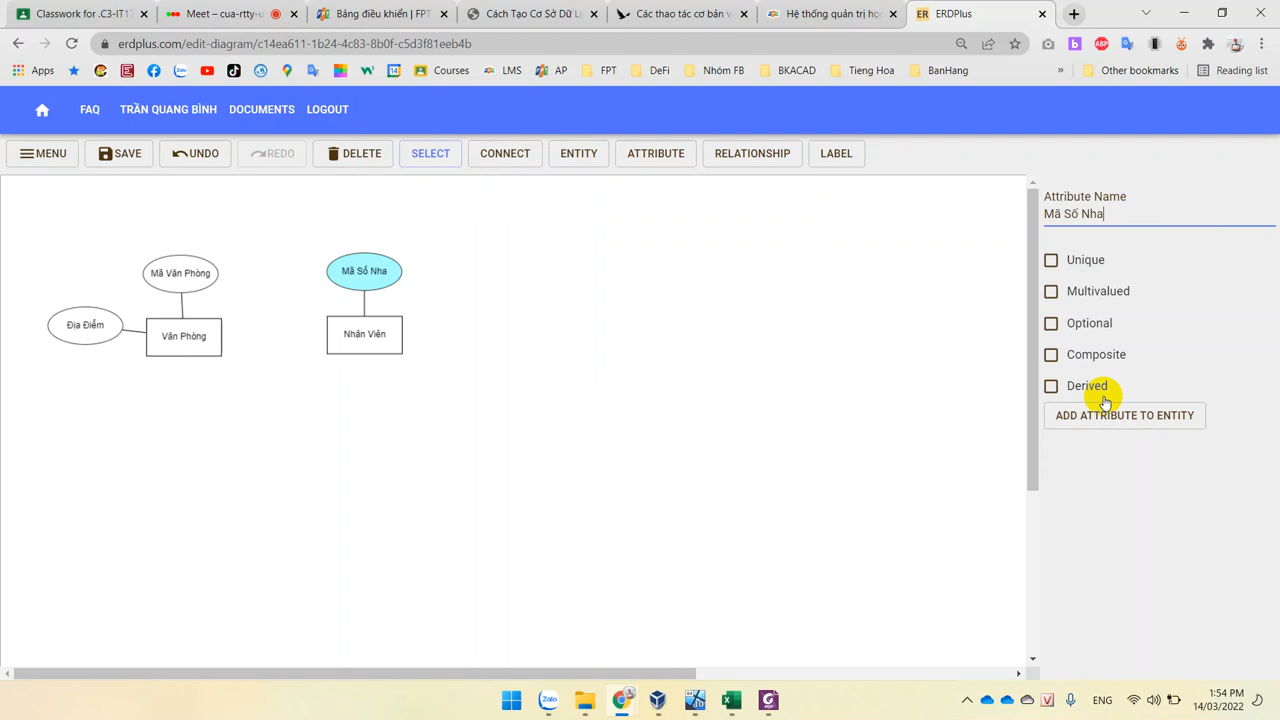 Classwork for .C3-IT17
Meet – cua-rtty-u
Bảng điều khiển | FPT
Cách Tạo Cơ Sở Dữ Li
Các thao tác cơ bản v
Hệ thống quản trị học
ERDPlus
erdplus.com/edit-diagram/c14ea611-1b24-4c83-8b0f-c5d3f01eeb4b
Apps
Courses
LMS
AP
FPT
DeFi
Nhóm FB
BKACAD
Tieng Hoa
BanHang
»
Other bookmarks
Reading list
FAQ
TRẦN QUANG BÌNH
DOCUMENTS
LOGOUT
MENU
SAVE
UNDO
REDO
DELETE
SELECT
CONNECT
ENTITY
ATTRIBUTE
RELATIONSHIP
LABEL
Attribute Name
Mã Số Nha
Unique
Multivalued
Optional
Composite
Derived
ADD ATTRIBUTE TO ENTITY
Mã Văn Phòng
Mã Số Nha
Địa Điểm
Văn Phòng
Nhân Viên
ENG
1:54 PM
14/03/2022